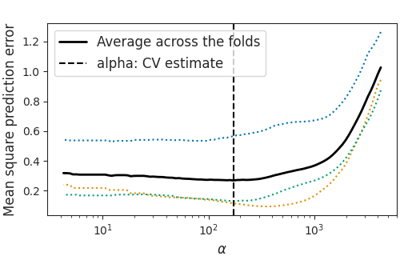 Average across the folds
alpha: CV estimate
Mean square prediction error
1.2
1.0
0.8
0.6
0.4
0.2
10¹
10²
10³
α